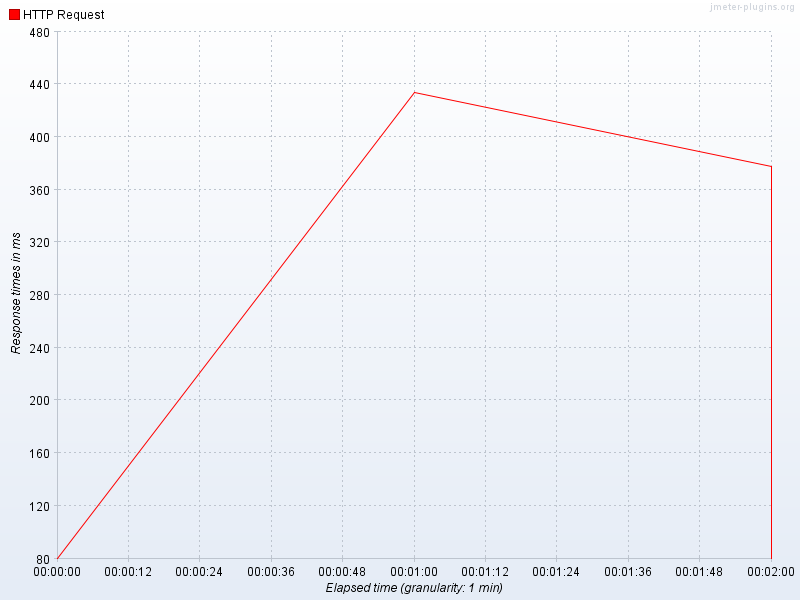 jmeter-plugins.org
HTTP Request
480
440
400
360
320
280
240
200
160
120
80
Response times in ms
00:00:00 00:00:12 00:00:24 00:00:36 00:00:48 00:01:00 00:01:12 00:01:24 00:01:36 00:01:48 00:02:00
Elapsed time (granularity: 1 min)